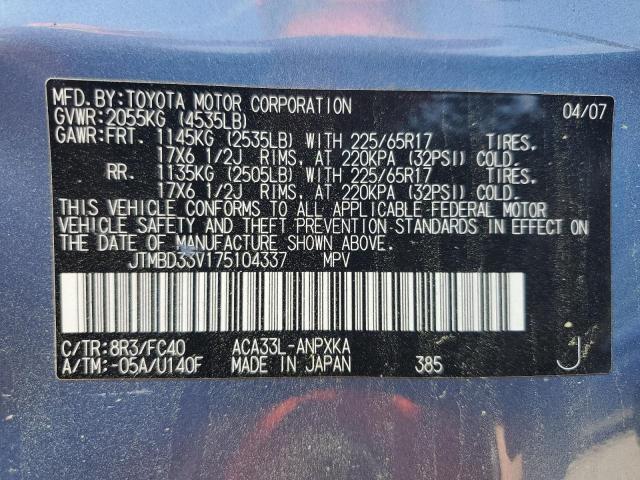 MFD.BY:TOYOTA MOTOR CORPORATION 04/07
GVWR:2055KG (4535LB)
GAWR:FRT. 1145KG (2535LB) WITH 225/65R17 TIRES.
17X6 1/2J RIMS, AT 220KPA (32PSI) COLD.
RR. 1135KG (2505LB) WITH 225/65R17 TIRES.
17X6 1/2J RIMS, AT 220KPA (32PSI) COLD.
THIS VEHICLE CONFORMS TO ALL APPLICABLE FEDERAL MOTOR
VEHICLE SAFETY AND THEFT PREVENTION STANDARDS IN EFFECT ON
THE DATE OF MANUFACTURE SHOWN ABOVE.
JTMBD33V175104337 MPV
C/TR:8R3/FC40 ACA33L-ANPXKA
A/TM:-05A/U140F MADE IN JAPAN 385 J